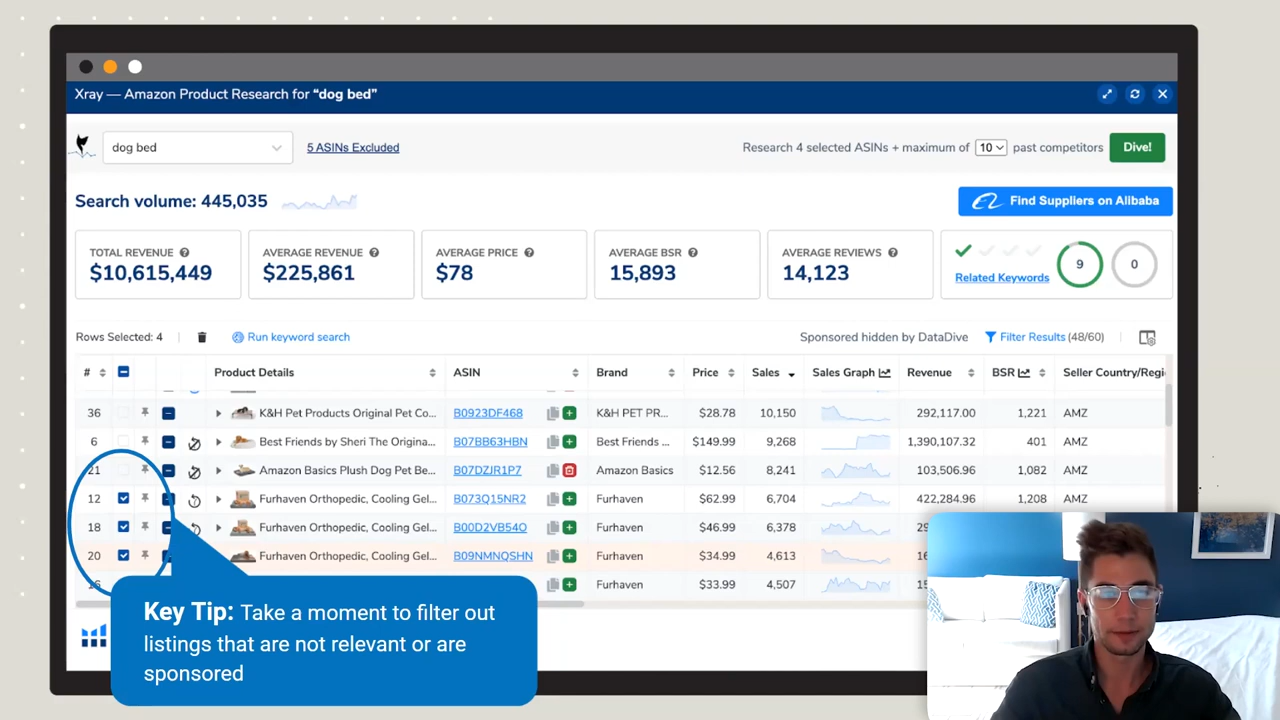 Xray — Amazon Product Research for “dog bed”
dog bed
5 ASINs Excluded
Research 4 selected ASINs + maximum of 10 past competitors Dive!
Search volume: 445,035
Find Suppliers on Alibaba
TOTAL REVENUE AVERAGE REVENUE AVERAGE PRICE AVERAGE BSR AVERAGE REVIEWS
$10,615,449 $225,861 $78 15,893 14,123
Related Keywords 9 0
Rows Selected: 4 Run keyword search Sponsored hidden by DataDive Filter Results (48/60)
# Product Details ASIN Brand Price Sales Sales Graph Revenue BSR Seller Country/Regi
36 K&H Pet Products Original Pet Co... B0923DF468 K&H PET PR... $28.78 10,150 292,117.00 1,221 AMZ
6 Best Friends by Sheri The Origina... B07BB63HBN Best Friends ... $149.99 9,268 1,390,107.32 401 AMZ
21 Amazon Basics Plush Dog Pet Be... B07DZJR1P7 Amazon Basics $12.56 8,241 103,506.96 1,082 AMZ
12 Furhaven Orthopedic, Cooling Gel... B073Q15NR2 Furhaven $62.99 6,704 422,284.96 1,208 AMZ
18 Furhaven Orthopedic, Cooling Gel... B00D2VB54O Furhaven $46.99 6,378
20 Furhaven Orthopedic, Cooling Gel... B09NMNQSHN Furhaven $34.99 4,613
Furhaven $33.99 4,507
Key Tip: Take a moment to filter out
listings that are not relevant or are
sponsored